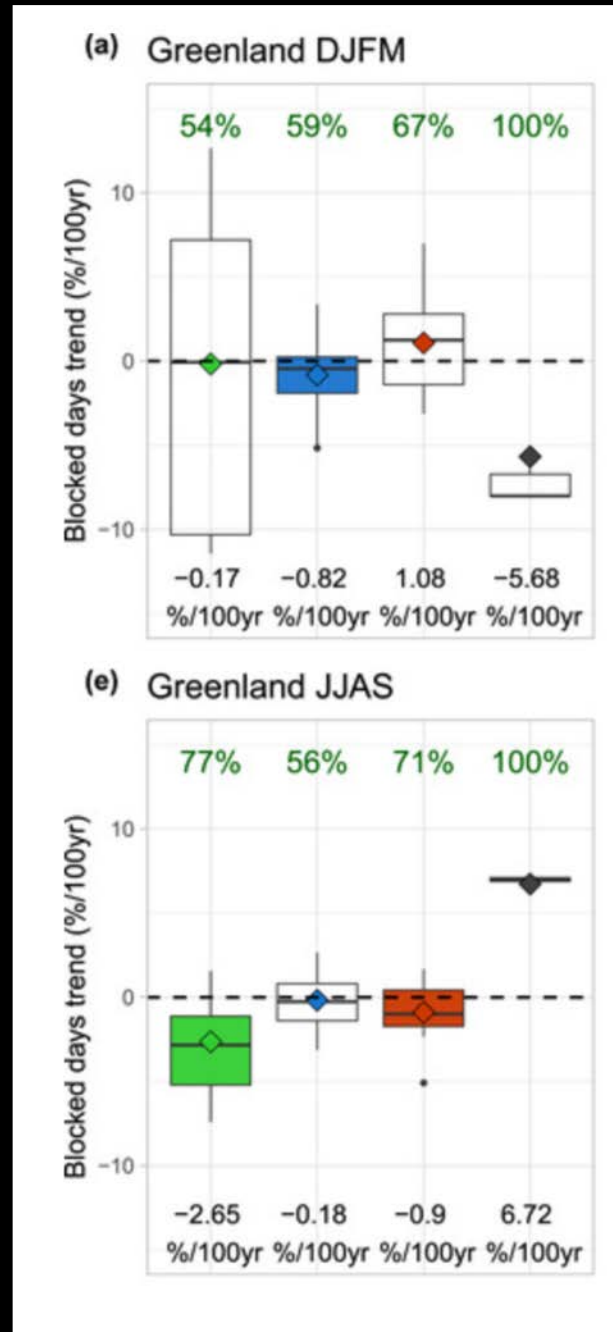 (a) Greenland DJFM
54% 59% 67% 100%
Blocked days trend (%/100yr)
10
0
−10
−0.17 −0.82 1.08 −5.68
%/100yr %/100yr %/100yr %/100yr
(e) Greenland JJAS
77% 56% 71% 100%
Blocked days trend (%/100yr)
10
0
−10
−2.65 −0.18 −0.9 6.72
%/100yr %/100yr %/100yr %/100yr